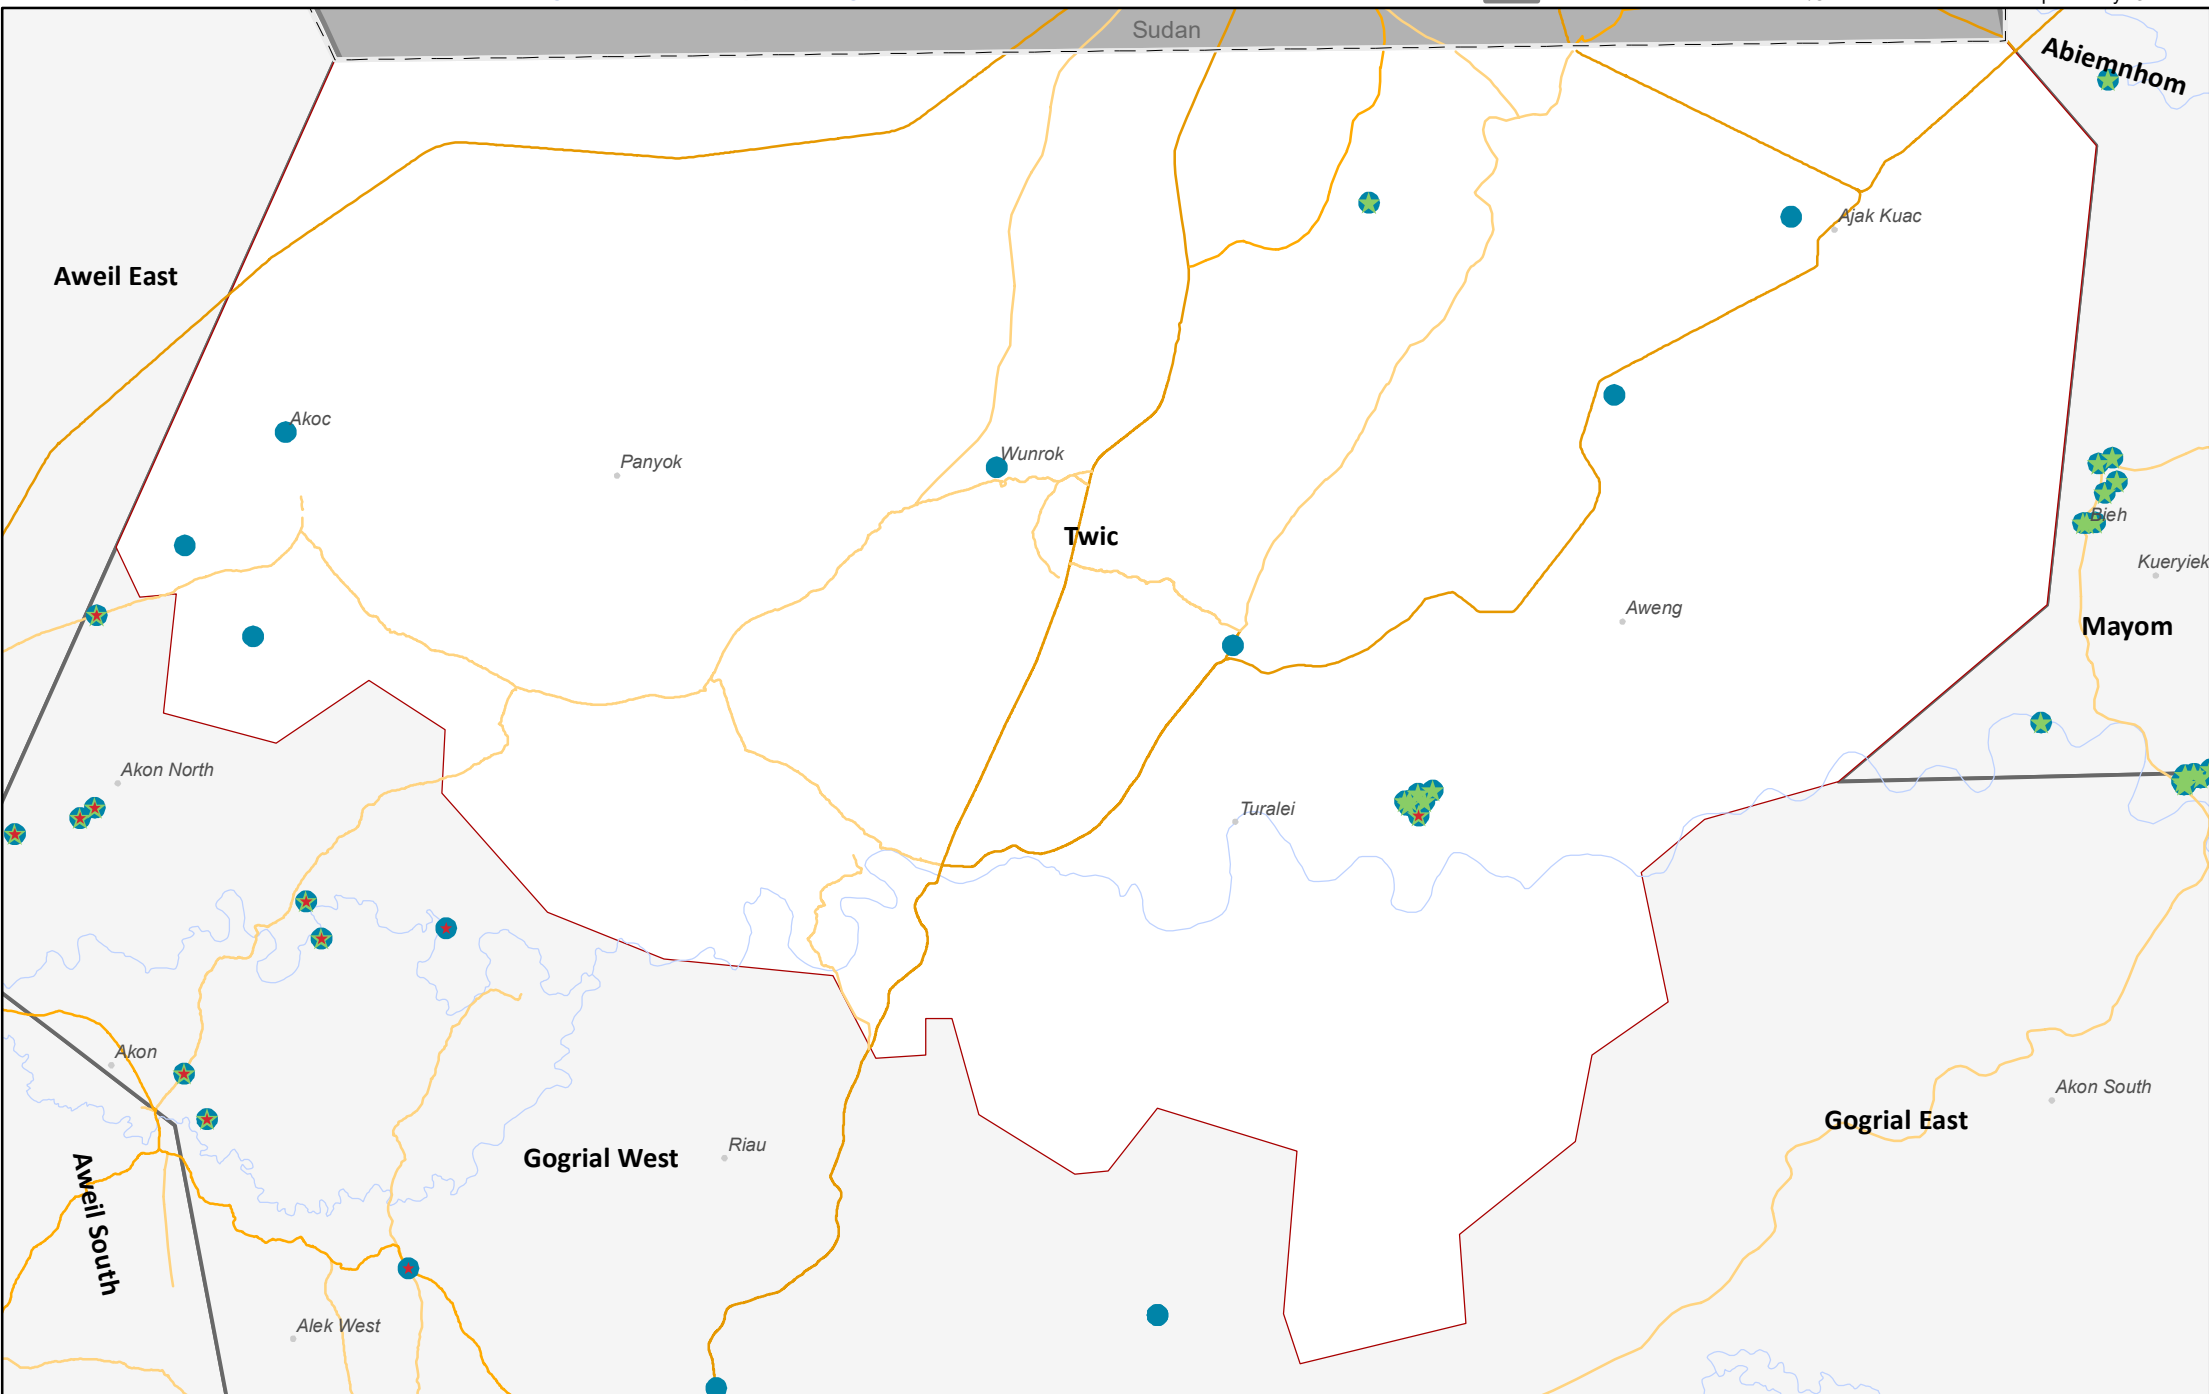 Sudan
Abiemnhom
Ajak Kuac
Aweil East
Akoc
Panyok
Wunrok
Twic
Bieh
Kueryiek
Aweng
Mayom
Akon North
Turalei
Akon
Akon South
Gogrial East
Riau
Gogrial West
Aweil South
Alek West